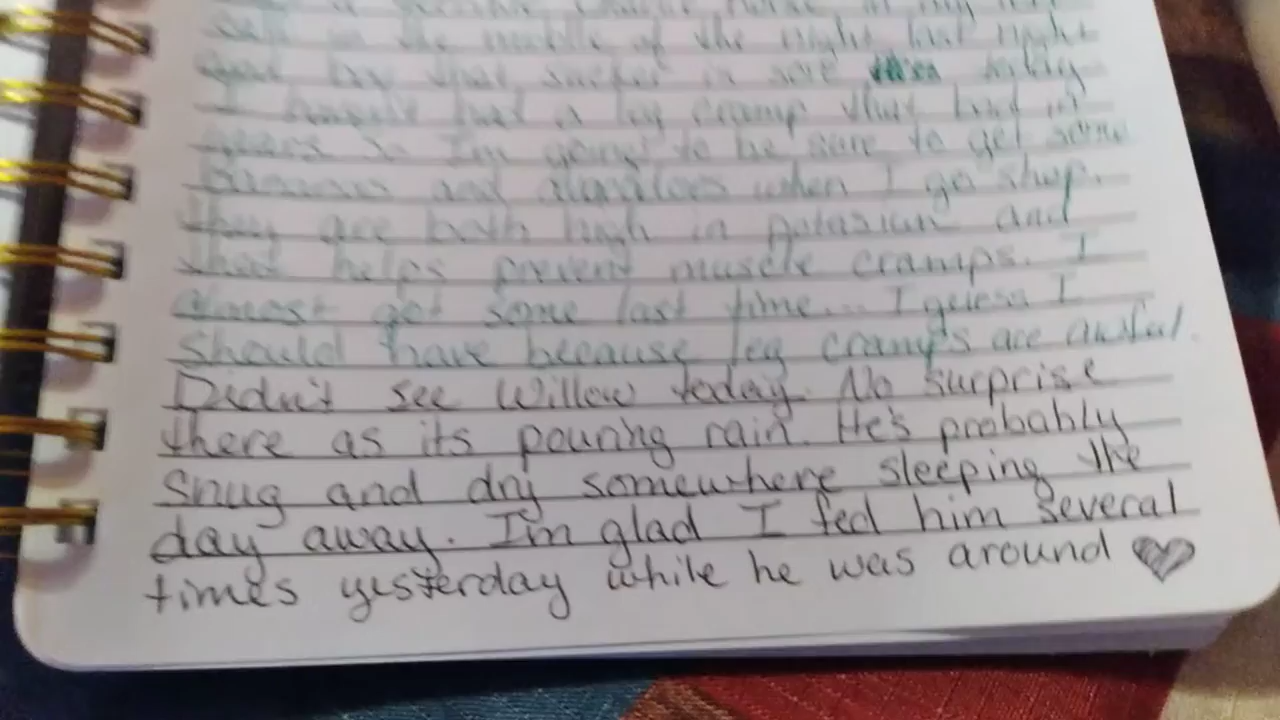 in the middle of the night last night
that sucker is sore today
I haven't had a leg cramp that bad in
years so I'm going to be sure to get some
bananas and when I go shop.
they are both high in potasium and
that helps prevent muscle cramps. I
almost got some last time... I guess I
should have because leg cramps are awful.
Didn't see Willow today. No surprise
there as its pouring rain. He's probably
snug and dry somewhere sleeping the
day away. I'm glad I fed him several
times yesterday while he was around